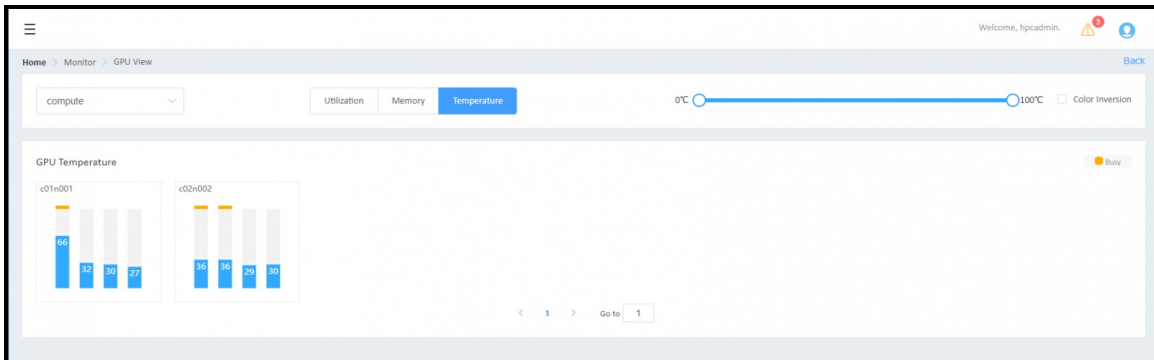 Welcome, hpcadmin.
3
Home > Monitor > GPU View
Back
compute
Utilization Memory Temperature
0℃ 100℃
Color Inversion
GPU Temperature
Busy
c01n001
66 32 30 27
c02n002
36 36 29 30
< 1 > Go to 1